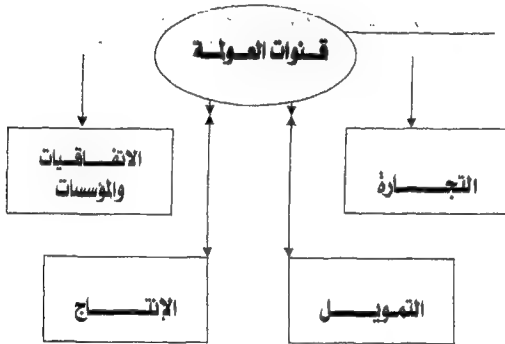 قنوات العولمة
التجارة
الاتفاقيات
والمؤسسات
التمويل
الإنتاج